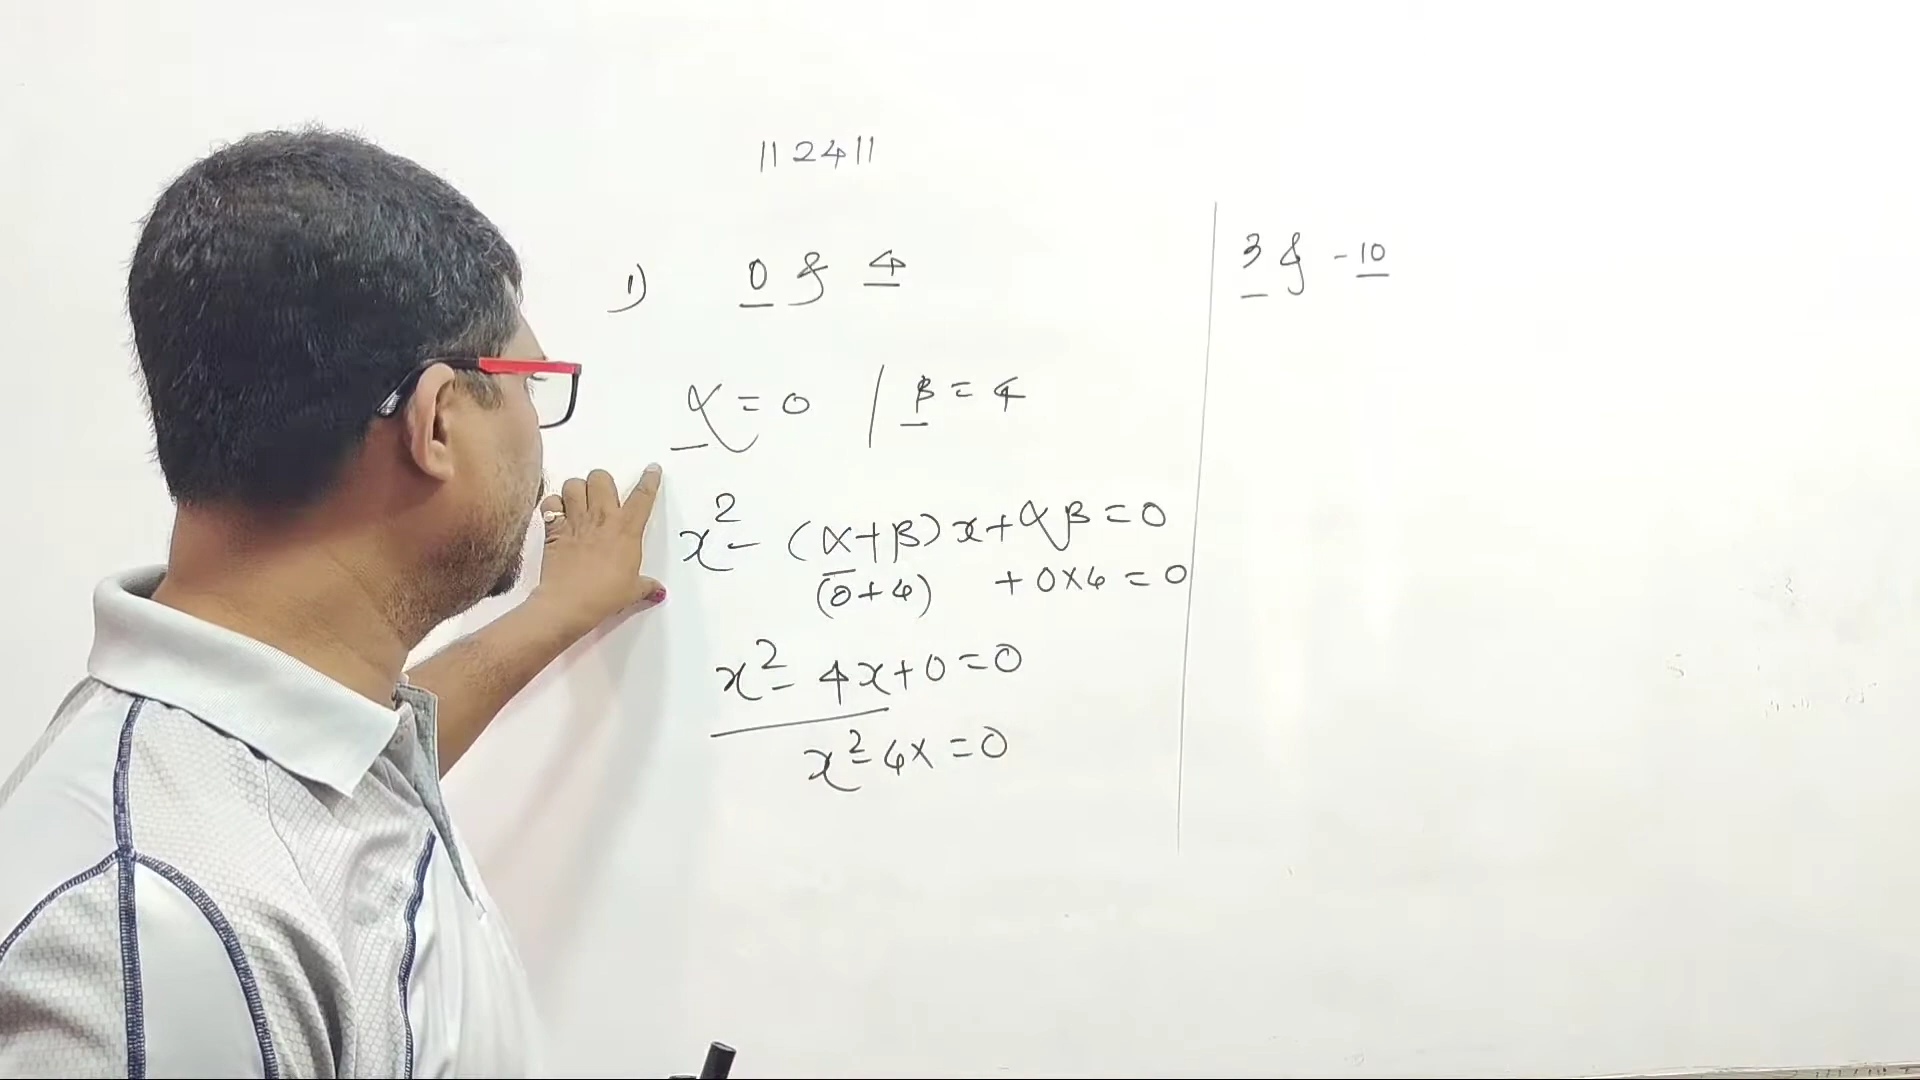 11 24 11
1) 0 & 4
α = 0 / β = 4
x² - (α+β)x + αβ = 0
(0+4) + 0×4 = 0
x² - 4x + 0 = 0
x² - 4x = 0
3 & -10